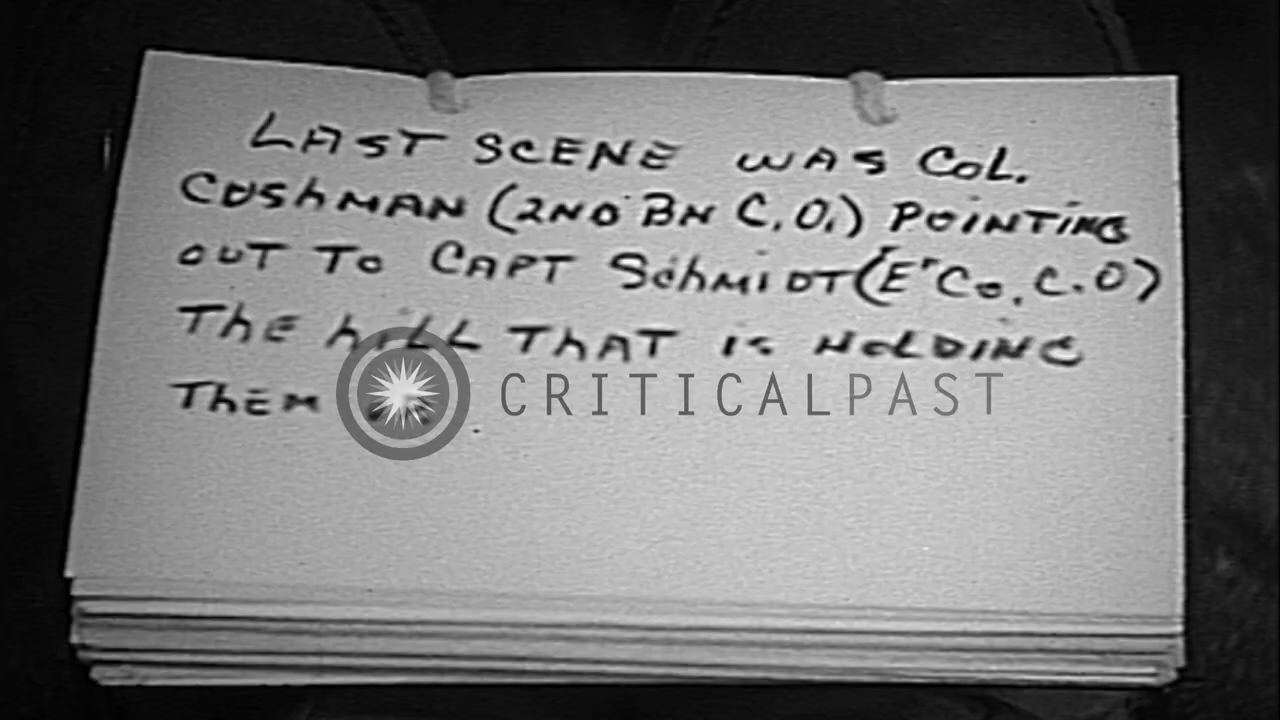 LAST SCENE WAS COL.
CUShMAN (2ND BN C.O.) POiNTiNG
OUT TO CAPT SchMiDT ("E" Co. C.O)
ThE hiLL ThAT is HOLDING
ThEM
CRITICALPAST